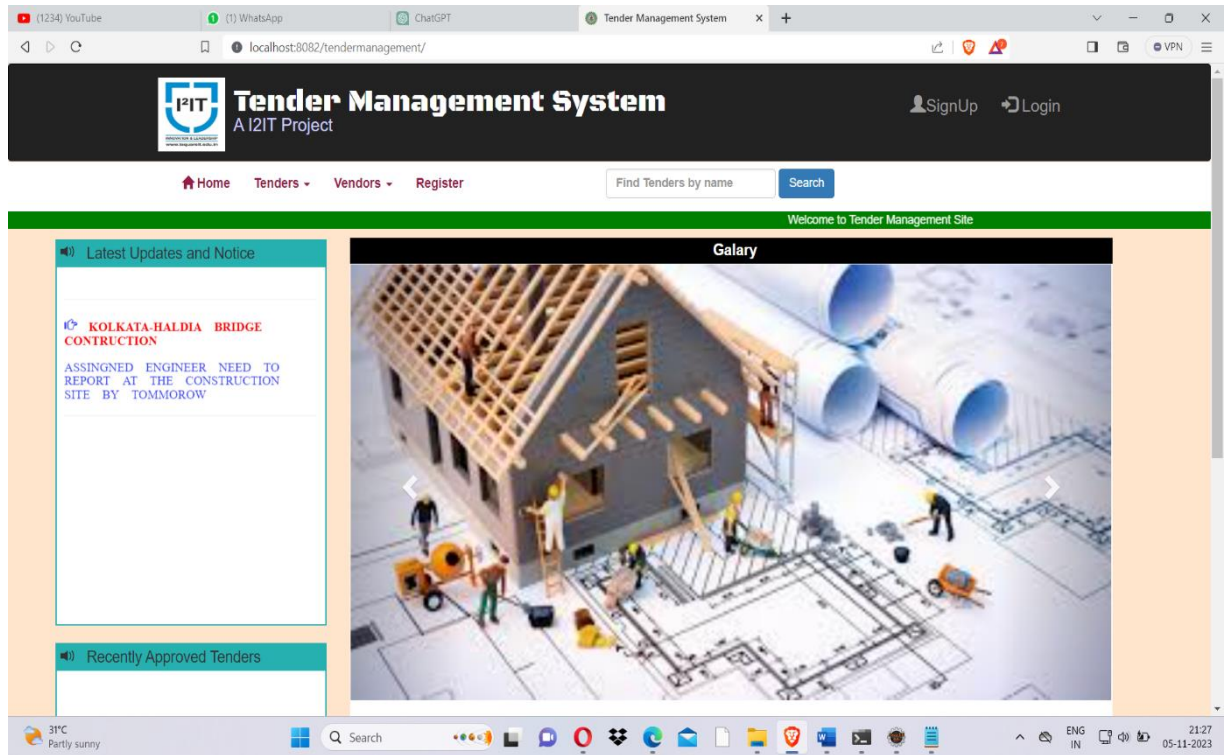 (1234) YouTube
(1) WhatsApp
ChatGPT
Tender Management System
localhost:8082/tendermanagement/
VPN
I²IT
Tender Management System
A I2IT Project
SignUp
Login
Home
Tenders
Vendors
Register
Find Tenders by name
Search
Welcome to Tender Management Site
Latest Updates and Notice
Galary
KOLKATA-HALDIA BRIDGE
CONTRUCTION
ASSINGNED ENGINEER NEED TO
REPORT AT THE CONSTRUCTION
SITE BY TOMMOROW
Recently Approved Tenders
31°C
Partly sunny
Search
ENG
IN
21:27
05-11-2023